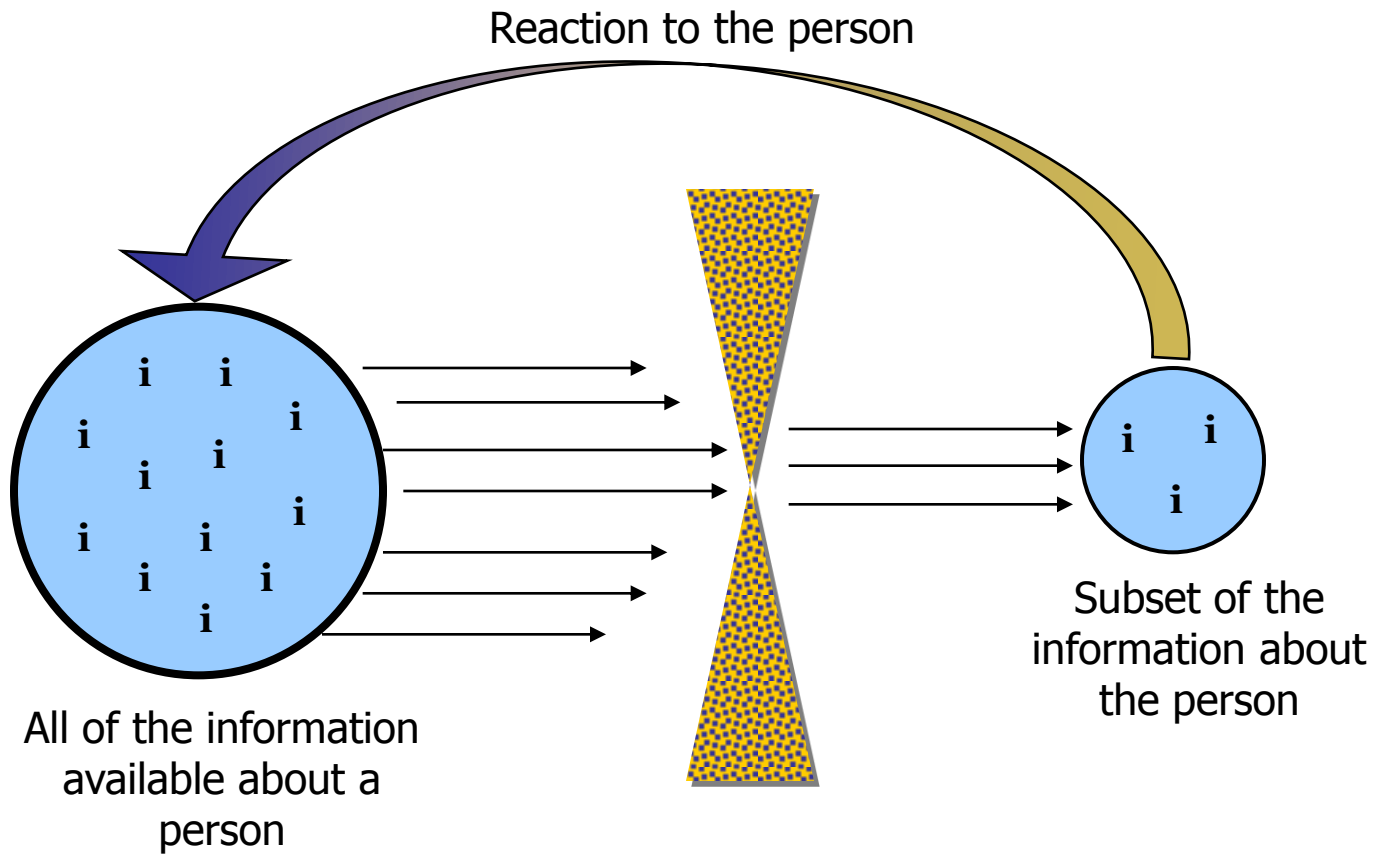 Reaction to the person
i i
i
i
i
i
i
i
i
i
i
i
i i
i
Subset of the
information about
the person
All of the information
available about a
person